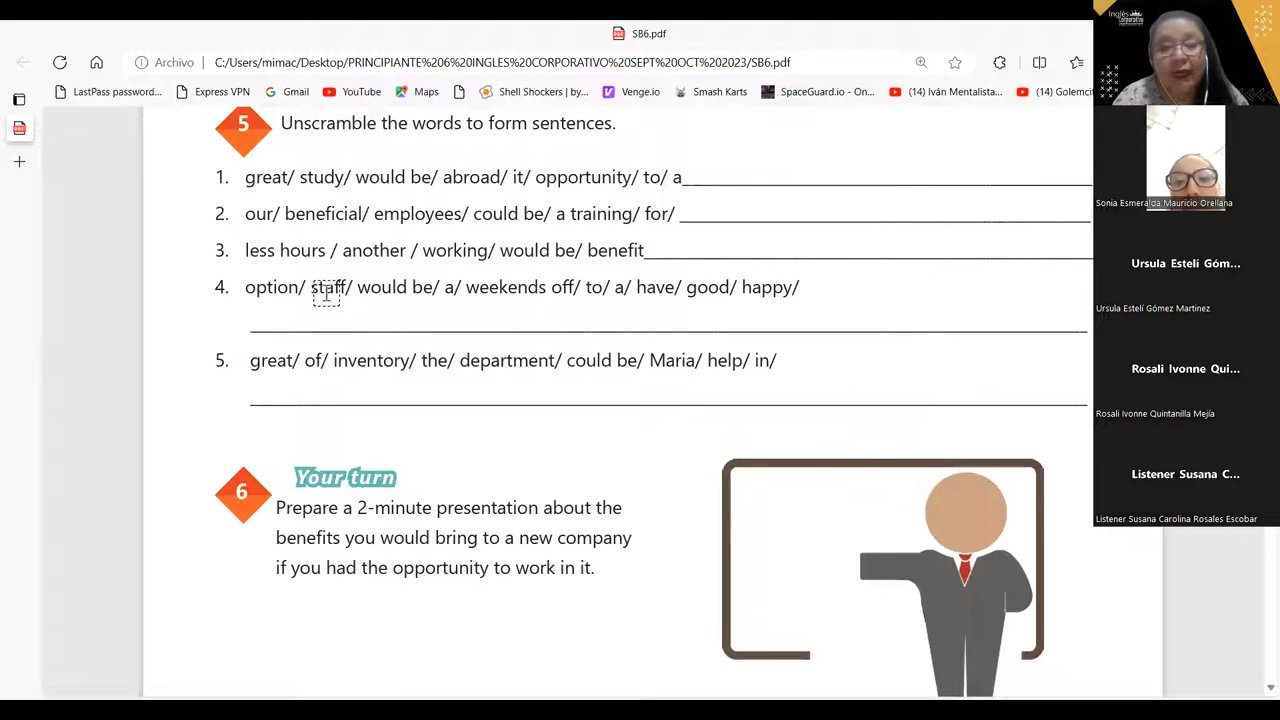 SB6.pdf
Archivo
C:/Users/mimac/Desktop/PRINCIPIANTE%206%20INGLES%20CORPORATIVO%20SEPT%20OCT%202023/SB6.pdf
LastPass password...
Express VPN
Gmail
YouTube
Maps
Shell Shockers | by...
Venge.io
Smash Karts
SpaceGuard.io - On...
(14) Iván Mentalista...
(14) Golemcit
5
Unscramble the words to form sentences.
1. great/ study/ would be/ abroad/ it/ opportunity/ to/ a
2. our/ beneficial/ employees/ could be/ a training/ for/
3. less hours / another / working/ would be/ benefit
4. option/ staff/ would be/ a/ weekends off/ to/ a/ have/ good/ happy/
5. great/ of/ inventory/ the/ department/ could be/ Maria/ help/ in/
6
Your turn
Prepare a 2-minute presentation about the
benefits you would bring to a new company
if you had the opportunity to work in it.
Inglés
Corporativo
Sonia Esmeralda Mauricio Orellana
Ursula Estelí Góm...
Ursula Estelí Gómez Martinez
Rosali Ivonne Qui...
Rosali Ivonne Quintanilla Mejía
Listener Susana C...
Listener Susana Carolina Rosales Escobar